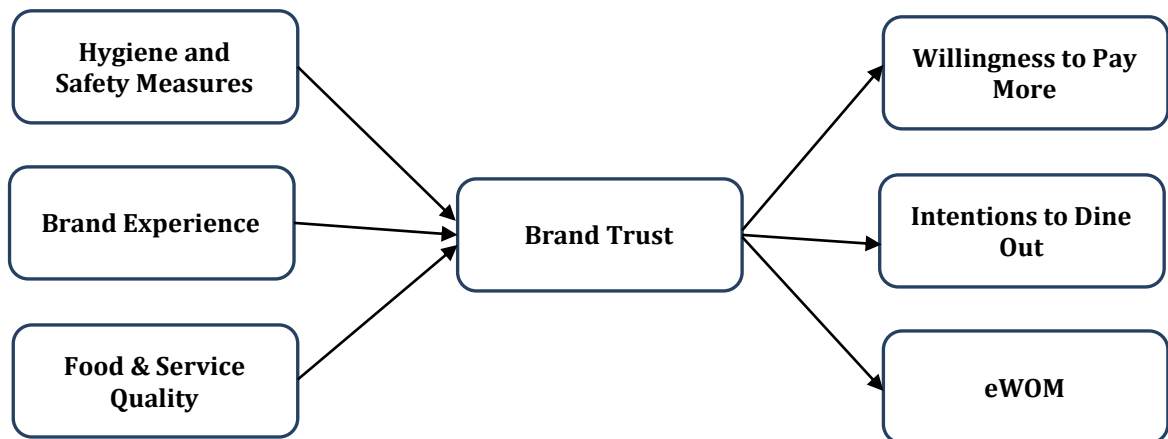 Hygiene and
Safety Measures
Brand Experience
Food & Service
Quality
Brand Trust
Willingness to Pay
More
Intentions to Dine
Out
eWOM